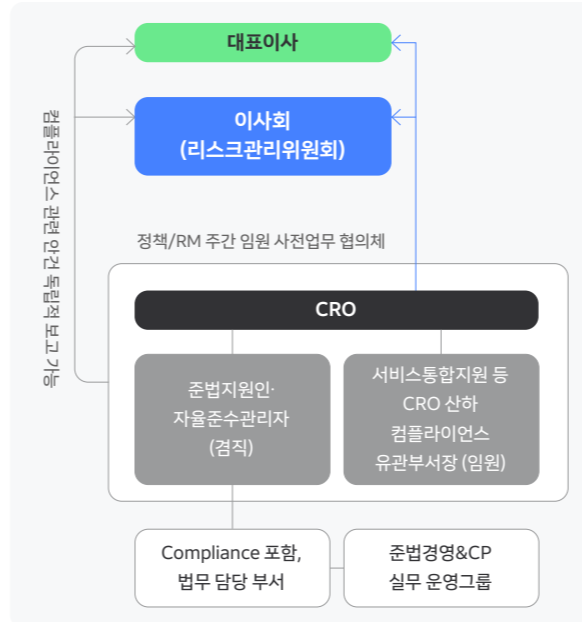 대표이사
이사회
(리스크관리위원회)
컴플라이언스 관련 안건 독립적 보고 가능
정책/RM 주간 임원 사전업무 협의체
CRO
준법지원인·
자율준수관리자
(겸직)
서비스통합지원 등
CRO 산하
컴플라이언스
유관부서장 (임원)
Compliance 포함,
법무 담당 부서
준법경영&CP
실무 운영그룹